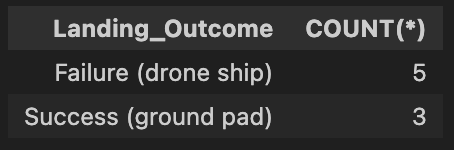 Landing_Outcome COUNT(*)
Failure (drone ship) 5
Success (ground pad) 3